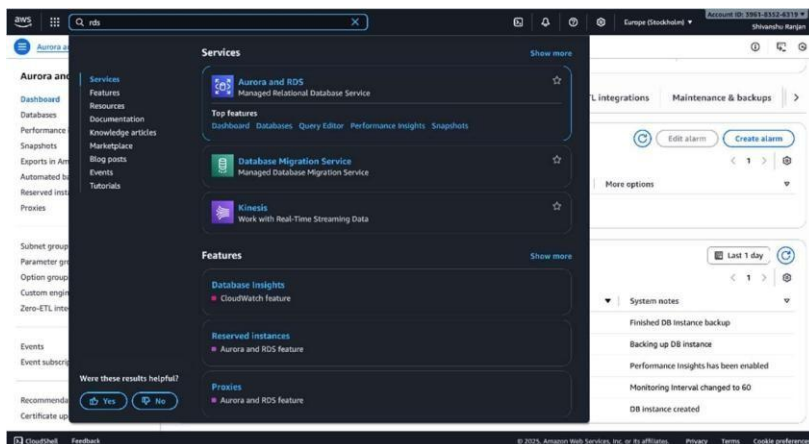 aws
rds
Europe (Stockholm)
Account ID: 3961-8352-6319
Shivanshu Ranjan
Aurora a
Aurora and
Dashboard
Databases
Performance
Snapshots
Exports in Am
Automated ba
Reserved insta
Proxies
Subnet group
Parameter gro
Option group
Custom engin
Zero-ETL inte
Events
Event subscrip
Recommenda
Certificate up
Services
Features
Resources
Documentation
Knowledge articles
Marketplace
Blog posts
Events
Tutorials
Were these results helpful?
Yes
No
Services
Show more
Aurora and RDS
Managed Relational Database Service
Top features
Dashboard Databases Query Editor Performance Insights Snapshots
Database Migration Service
Managed Database Migration Service
Kinesis
Work with Real-Time Streaming Data
Features
Show more
Database Insights
CloudWatch feature
Reserved instances
Aurora and RDS feature
Proxies
Aurora and RDS feature
L integrations
Maintenance & backups
Edit alarm
Create alarm
1
More options
Last 1 day
1
System notes
Finished DB Instance backup
Backing up DB instance
Performance Insights has been enabled
Monitoring Interval changed to 60
DB instance created
CloudShell Feedback
© 2025, Amazon Web Services, Inc. or its affiliates. Privacy Terms Cookie preference